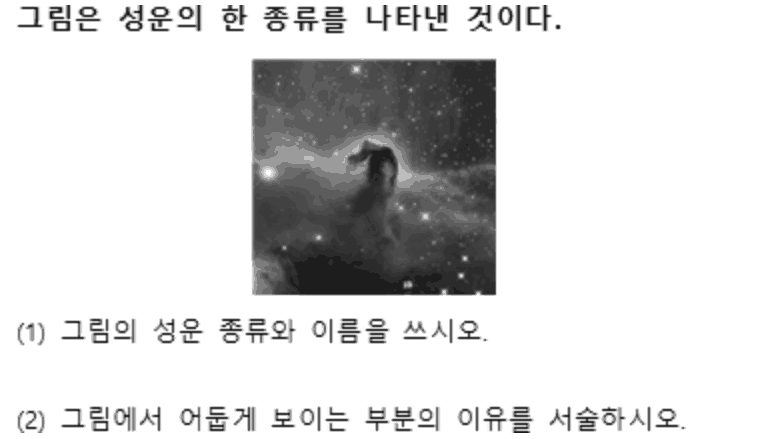 그림은 성운의 한 종류를 나타낸 것이다.
(1) 그림의 성운 종류와 이름을 쓰시오.
(2) 그림에서 어둡게 보이는 부분의 이유를 서술하시오.